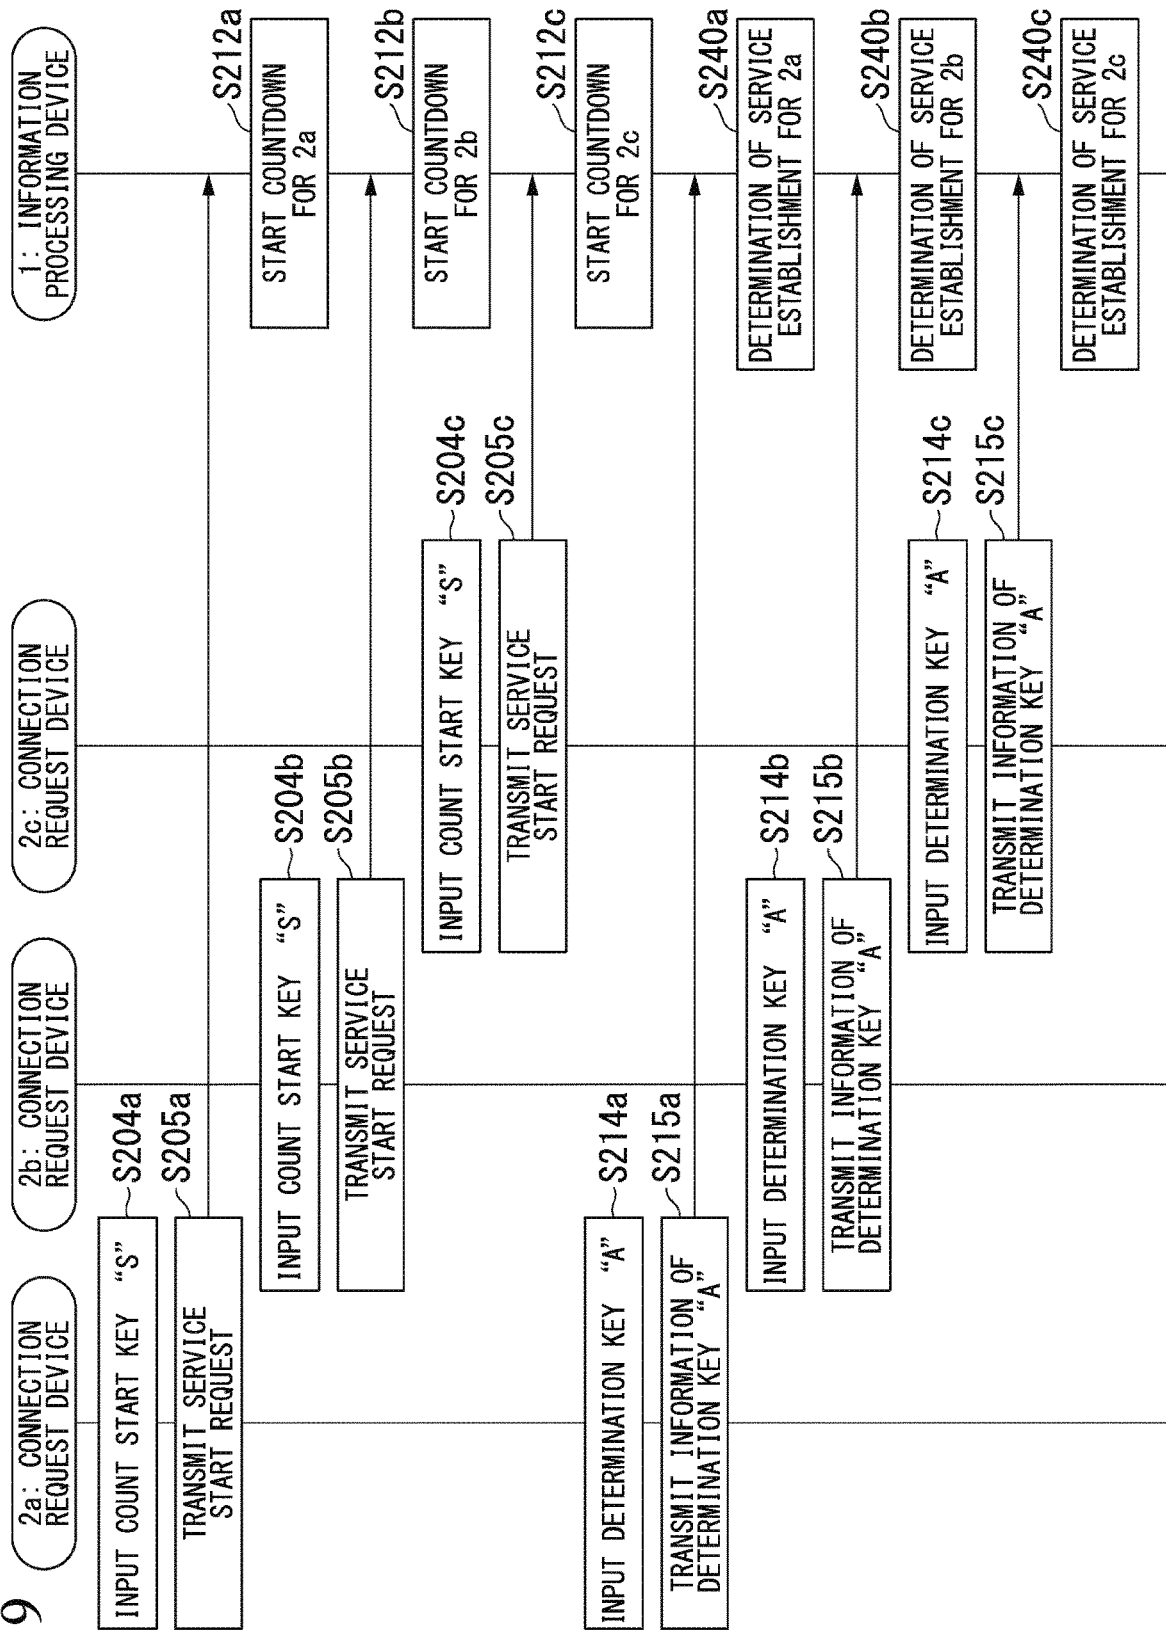 9
2a: CONNECTION
REQUEST DEVICE
2b: CONNECTION
REQUEST DEVICE
2c: CONNECTION
REQUEST DEVICE
1: INFORMATION
PROCESSING DEVICE
INPUT COUNT START KEY “S”
S204a
TRANSMIT SERVICE
START REQUEST
S205a
S212a
START COUNTDOWN
FOR 2a
INPUT COUNT START KEY “S”
S204b
TRANSMIT SERVICE
START REQUEST
S205b
S212b
START COUNTDOWN
FOR 2b
INPUT COUNT START KEY “S”
S204c
TRANSMIT SERVICE
START REQUEST
S205c
S212c
START COUNTDOWN
FOR 2c
INPUT DETERMINATION KEY “A”
S214a
TRANSMIT INFORMATION OF
DETERMINATION KEY “A”
S215a
S240a
DETERMINATION OF SERVICE
ESTABLISHMENT FOR 2a
INPUT DETERMINATION KEY “A”
S214b
TRANSMIT INFORMATION OF
DETERMINATION KEY “A”
S215b
S240b
DETERMINATION OF SERVICE
ESTABLISHMENT FOR 2b
INPUT DETERMINATION KEY “A”
S214c
TRANSMIT INFORMATION OF
DETERMINATION KEY “A”
S215c
S240c
DETERMINATION OF SERVICE
ESTABLISHMENT FOR 2c